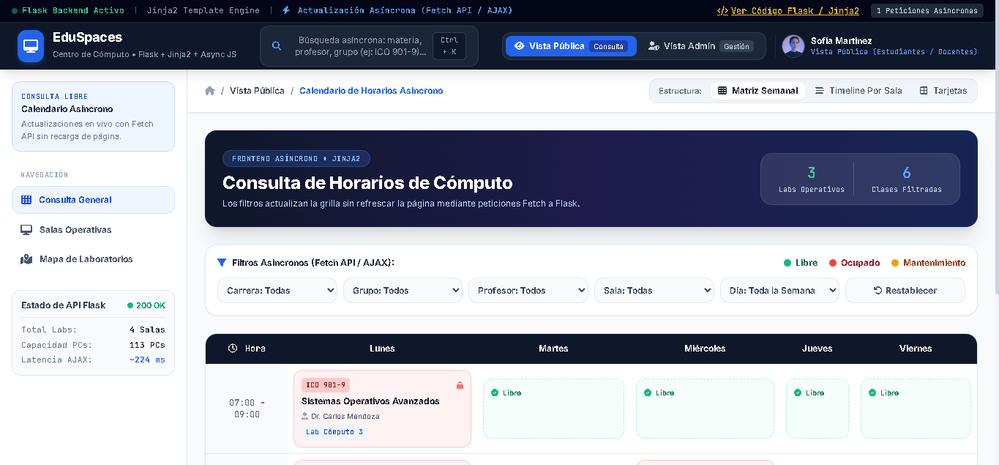 Flask Backend Activo | Jinja2 Template Engine | Actualización Asíncrona (Fetch API / AJAX)
</> Ver Código Flask / Jinja2
1 Peticiones Asíncronas
EduSpaces
Centro de Cómputo • Flask + Jinja2 + Async JS
Búsqueda asíncrona: materia,
profesor, grupo (ej: ICO 901-9)...
Ctrl
+ K
Vista Pública Consulta
Vista Admin Gestión
Sofía Martínez
Vista Pública (Estudiantes / Docentes)
CONSULTA LIBRE
Calendario Asíncrono
Actualizaciones en vivo con Fetch
API sin recarga de página.
NAVEGACIÓN
Consulta General
Salas Operativas
Mapa de Laboratorios
Estado de API Flask 200 OK
Total Labs: 4 Salas
Capacidad PCs: 113 PCs
Latencia AJAX: ~224 ms
/ Vista Pública / Calendario de Horarios Asíncrono
Estructura: Matriz Semanal Timeline Por Sala Tarjetas
FRONTEND ASÍNCRONO + JINJA2
Consulta de Horarios de Cómputo
Los filtros actualizan la grilla sin refrescar la página mediante peticiones Fetch a Flask.
3
Labs Operativos
6
Clases Filtradas
Filtros Asíncronos (Fetch API / AJAX):
Libre Ocupado Mantenimiento
Carrera: Todas Grupo: Todos Profesor: Todos Sala: Todas Día: Toda la Semana Restablecer
Hora Lunes Martes Miércoles Jueves Viernes
07:00 -
09:00
ICO 901-9
Sistemas Operativos Avanzados
Dr. Carlos Mendoza
Lab Cómputo 3
Libre
Libre
Libre
Libre